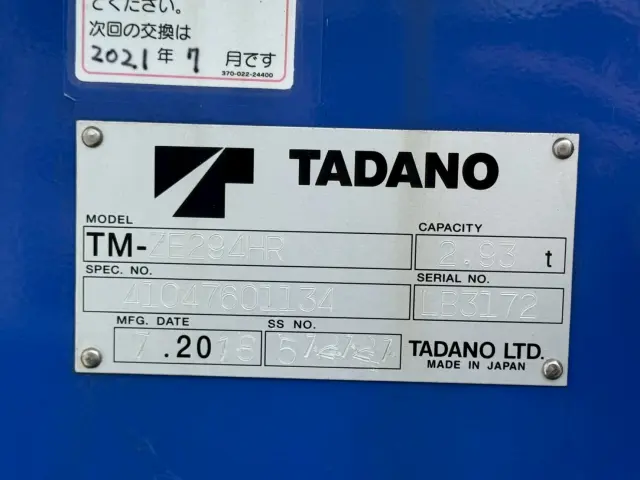 てください。
次回の交換は
2021年 7 月です
370-022-24400
TADANO
MODEL
TM-ZE294HR
CAPACITY
2.93 t
SPEC. NO.
41047601134
SERIAL NO.
LB3172
MFG. DATE
7.2018
SS NO.
TADANO LTD.
MADE IN JAPAN